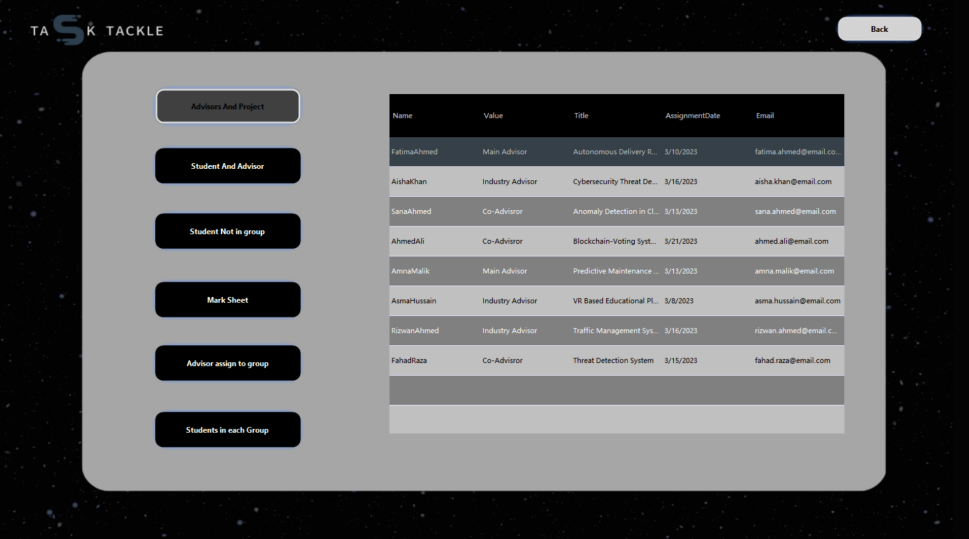 TASK TACKLE
Back
Advisors And Project
Student And Advisor
Student Not in group
Mark Sheet
Advisor assign to group
Students in each Group
Name Value Title AssignmentDate Email
FatimaAhmed Main Advisor Autonomous Delivery R... 3/10/2023 fatima.ahmed@email.co...
AishaKhan Industry Advisor Cybersecurity Threat De... 3/16/2023 aisha.khan@email.com
SanaAhmed Co-Advisror Anomaly Detection in Cl... 3/13/2023 sana.ahmed@email.com
AhmedAli Co-Advisror Blockchain-Voting Syst... 3/21/2023 ahmed.ali@email.com
AmnaMalik Main Advisor Predictive Maintenance ... 3/13/2023 amna.malik@email.com
AsmaHussain Industry Advisor VR Based Educational Pl... 3/8/2023 asma.hussain@email.com
RizwanAhmed Industry Advisor Traffic Management Sys... 3/16/2023 rizwan.ahmed@email.c...
FahadRaza Co-Advisror Threat Detection System 3/15/2023 fahad.raza@email.com